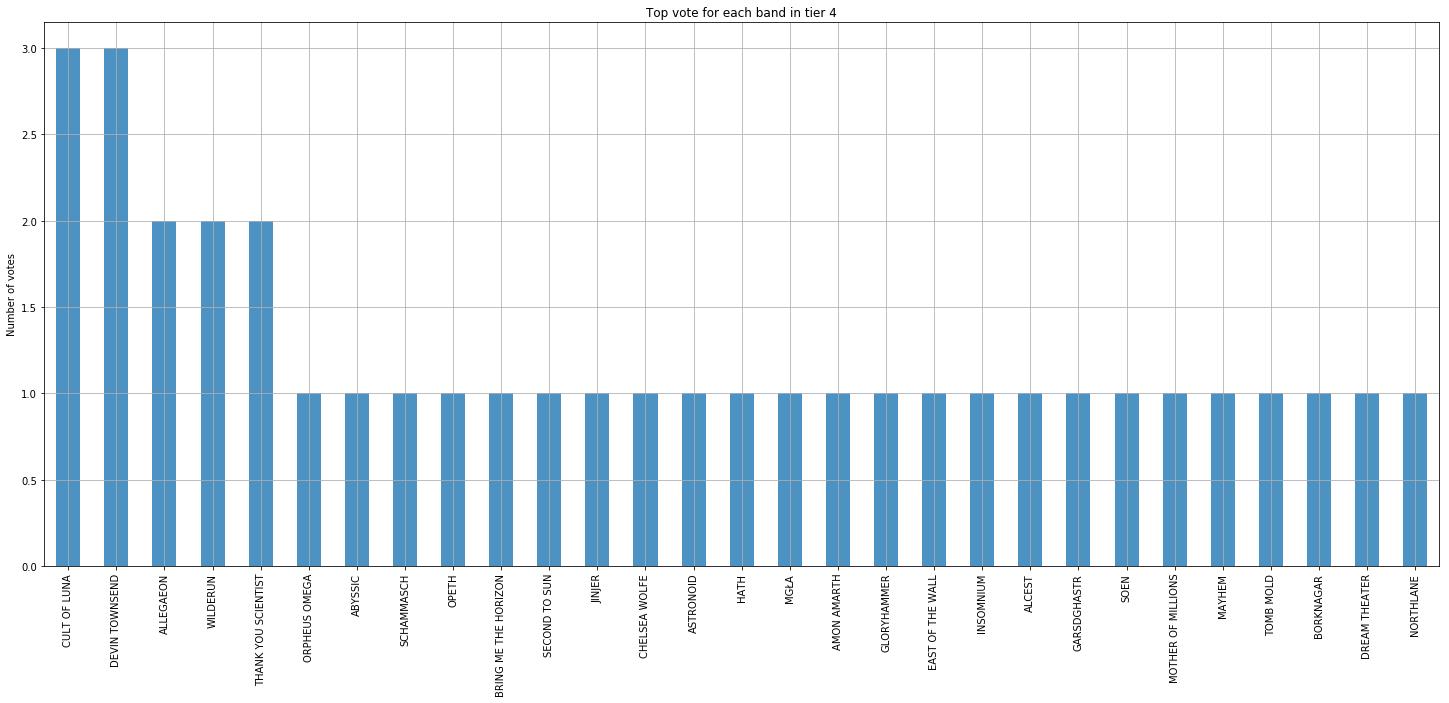 Top vote for each band in tier 4
Number of votes
3.0
2.5
2.0
1.5
1.0
0.5
0.0
CULT OF LUNA
DEVIN TOWNSEND
ALLEGAEON
WILDERUN
THANK YOU SCIENTIST
ORPHEUS OMEGA
ABYSSIC
SCHAMMASCH
OPETH
BRING ME THE HORIZON
SECOND TO SUN
JINJER
CHELSEA WOLFE
ASTRONOID
HATH
MGŁA
AMON AMARTH
GLORYHAMMER
EAST OF THE WALL
INSOMNIUM
ALCEST
GARSDGHASTR
SOEN
MOTHER OF MILLIONS
MAYHEM
TOMB MOLD
BORKNAGAR
DREAM THEATER
NORTHLANE